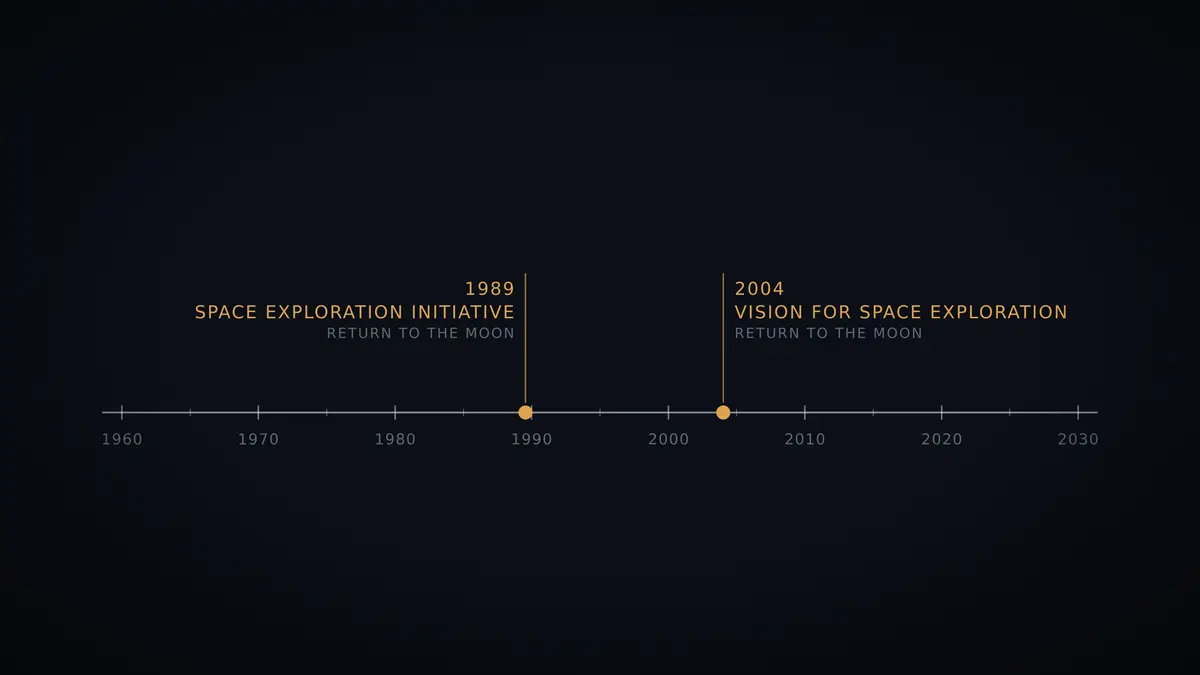 1989
SPACE EXPLORATION INITIATIVE
RETURN TO THE MOON
2004
VISION FOR SPACE EXPLORATION
RETURN TO THE MOON
1960 1970 1980 1990 2000 2010 2020 2030